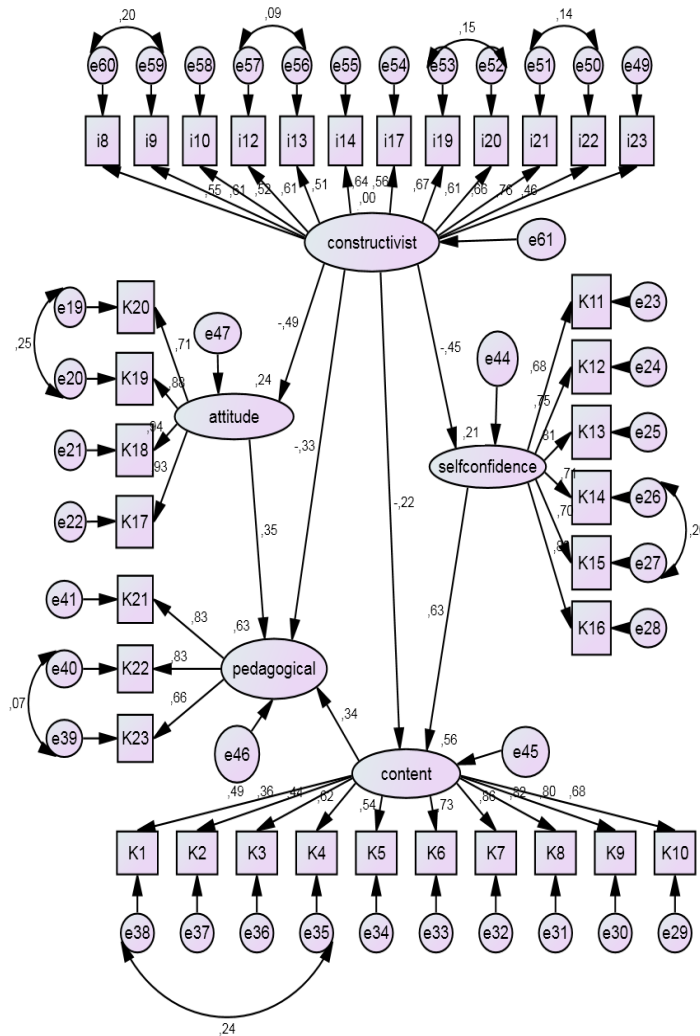 ,20 ,09 ,15 ,14
e60 e59 e58 e57 e56 e55 e54 e53 e52 e51 e50 e49
i8 i9 i10 i12 i13 i14 i17 i19 i20 i21 i22 i23
,55 ,61 ,52 ,61 ,51 ,64 ,56 ,67 ,61 ,66 ,76 ,46
,00
constructivist
e61
e19 K20
K11 e23
,25
,71
e47
-,49
-,45
e44
,68
e20 K19
,88
,24
K12 e24
,75
attitude
e21 K18
,94
-,33
,21
K13 e25
selfconfidence
e22 K17
,71
K14 e26
-,22
,70
,35
K15 e27
e41 K21
,83
,63
,63
K16 e28
e40 K22
,83
pedagogical
,07
,66
e39 K23
,34
e46
,56
e45
content
,49 ,36 ,44 ,62 ,54 ,73 ,86 ,82 ,80 ,68
K1 K2 K3 K4 K5 K6 K7 K8 K9 K10
e38 e37 e36 e35 e34 e33 e32 e31 e30 e29
,24